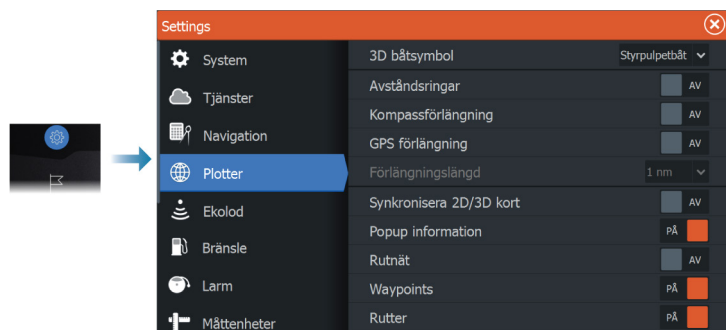 Settings
System
Tjänster
Navigation
Plotter
Ekolod
Bränsle
Larm
Måttenheter
3D båtsymbol Styrpulpetbåt
Avståndsringar AV
Kompassförlängning AV
GPS förlängning AV
Förlängningslängd 1 nm
Synkronisera 2D/3D kort AV
Popup information PÅ
Rutnät AV
Waypoints PÅ
Rutter PÅ